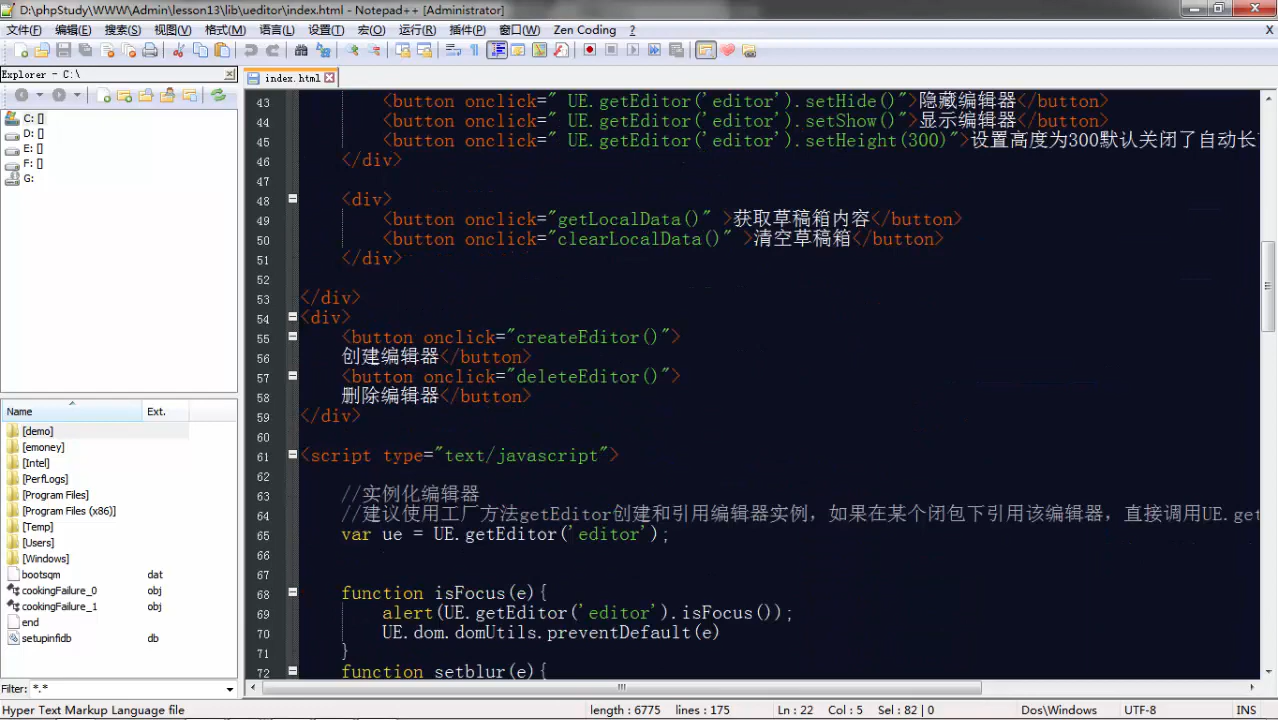 D:\phpStudy\WWW\Admin\lesson13\lib\ueditor\index.html - Notepad++ [Administrator]
文件(F) 编辑(E) 搜索(S) 视图(V) 格式(M) 语言(L) 设置(T) 宏(O) 运行(R) 插件(P) 窗口(W) Zen Coding ? X
Explorer - C:\
index.html
C: []
D: []
E: []
F: []
G:
Name Ext.
[demo]
[emoney]
[Intel]
[PerfLogs]
[Program Files]
[Program Files (x86)]
[Temp]
[Users]
[Windows]
bootsqm dat
cookingFailure_0 obj
cookingFailure_1 obj
end
setupinfidb db
Filter: *.*
43 <button onclick=" UE.getEditor('editor').setHide()">隐藏编辑器</button>
44 <button onclick=" UE.getEditor('editor').setShow()">显示编辑器</button>
45 <button onclick=" UE.getEditor('editor').setHeight(300)">设置高度为300默认关闭了自动长
46 </div>
47
48 <div>
49 <button onclick="getLocalData()" >获取草稿箱内容</button>
50 <button onclick="clearLocalData()" >清空草稿箱</button>
51 </div>
52
53 </div>
54 <div>
55 <button onclick="createEditor()">
56 创建编辑器</button>
57 <button onclick="deleteEditor()">
58 删除编辑器</button>
59 </div>
60
61 <script type="text/javascript">
62
63 //实例化编辑器
64 //建议使用工厂方法getEditor创建和引用编辑器实例，如果在某个闭包下引用该编辑器，直接调用UE.get
65 var ue = UE.getEditor('editor');
66
67
68 function isFocus(e){
69 alert(UE.getEditor('editor').isFocus());
70 UE.dom.domUtils.preventDefault(e)
71 }
72 function setblur(e){
Hyper Text Markup Language file length : 6775 lines : 175 Ln : 22 Col : 5 Sel : 82 | 0 Dos\Windows UTF-8 INS